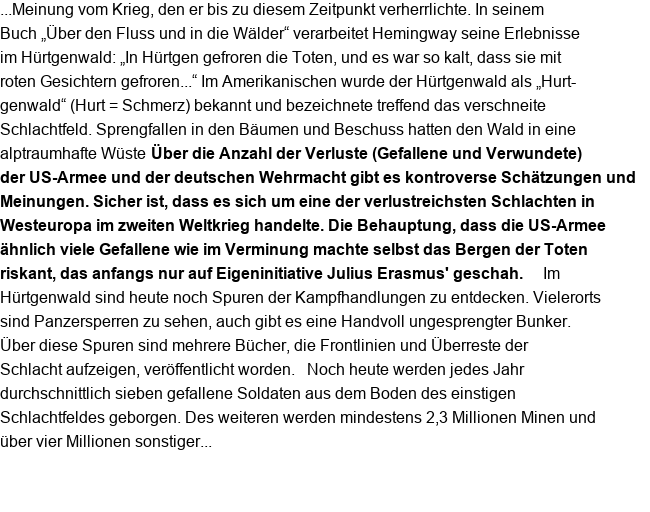 ...Meinung vom Krieg, den er bis zu diesem Zeitpunkt verherrlichte. In seinem
Buch „Über den Fluss und in die Wälder“ verarbeitet Hemingway seine Erlebnisse
im Hürtgenwald: „In Hürtgen gefroren die Toten, und es war so kalt, dass sie mit
roten Gesichtern gefroren...“ Im Amerikanischen wurde der Hürtgenwald als „Hurt-
genwald“ (Hurt = Schmerz) bekannt und bezeichnete treffend das verschneite
Schlachtfeld. Sprengfallen in den Bäumen und Beschuss hatten den Wald in eine
alptraumhafte Wüste Über die Anzahl der Verluste (Gefallene und Verwundete)
der US-Armee und der deutschen Wehrmacht gibt es kontroverse Schätzungen und
Meinungen. Sicher ist, dass es sich um eine der verlustreichsten Schlachten in
Westeuropa im zweiten Weltkrieg handelte. Die Behauptung, dass die US-Armee
ähnlich viele Gefallene wie im Verminung machte selbst das Bergen der Toten
riskant, das anfangs nur auf Eigeninitiative Julius Erasmus' geschah. Im
Hürtgenwald sind heute noch Spuren der Kampfhandlungen zu entdecken. Vielerorts
sind Panzersperren zu sehen, auch gibt es eine Handvoll ungesprengter Bunker.
Über diese Spuren sind mehrere Bücher, die Frontlinien und Überreste der
Schlacht aufzeigen, veröffentlicht worden. Noch heute werden jedes Jahr
durchschnittlich sieben gefallene Soldaten aus dem Boden des einstigen
Schlachtfeldes geborgen. Des weiteren werden mindestens 2,3 Millionen Minen und
über vier Millionen sonstiger...